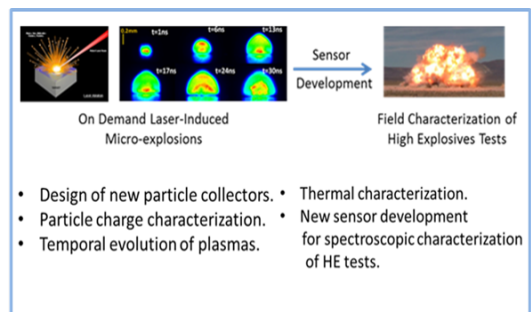 0.2mm
t=1ns
t=6ns
t=13ns
t=17ns
t=24ns
t=30ns
Sensor
Development
On Demand Laser-Induced
Micro-explosions
Field Characterization of
High Explosives Tests
• Design of new particle collectors.
• Particle charge characterization.
• Temporal evolution of plasmas.
• Thermal characterization.
• New sensor development
for spectroscopic characterization
of HE tests.